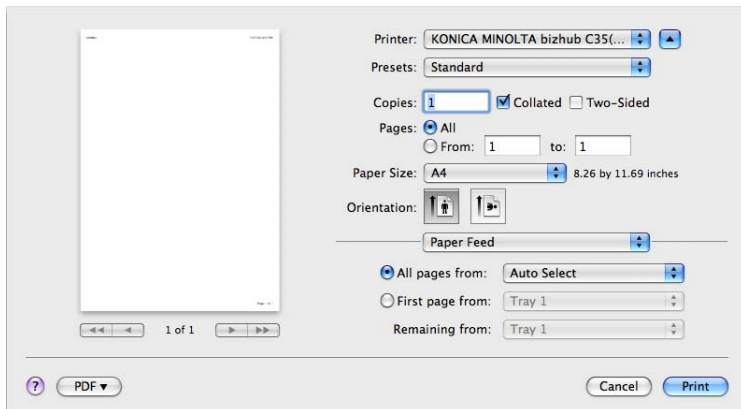 Printer: KONICA MINOLTA bizhub C35(...
Presets: Standard
Copies: 1 Collated Two-Sided
Pages: All
From: 1 to: 1
Paper Size: A4 8.26 by 11.69 inches
Orientation:
Paper Feed
All pages from: Auto Select
First page from: Tray 1
Remaining from: Tray 1
1 of 1
? PDF ▼ Cancel Print